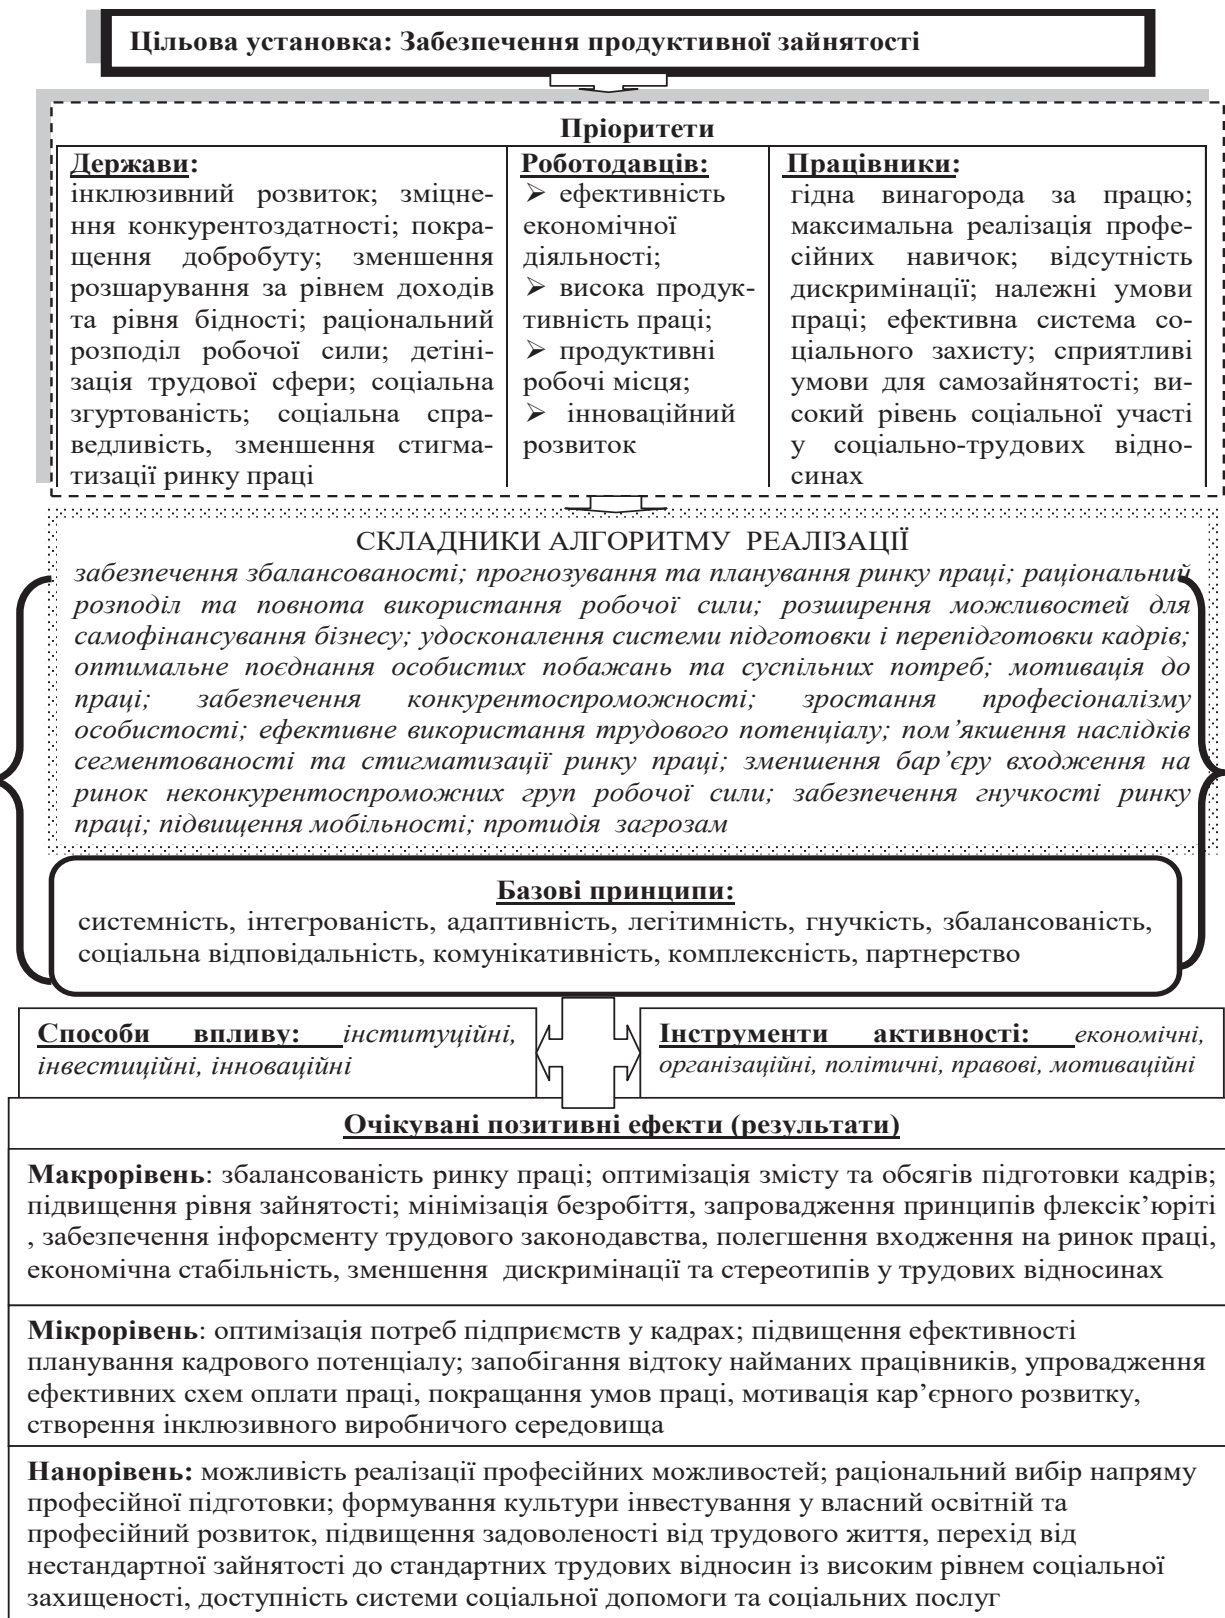 Цільова установка: Забезпечення продуктивної зайнятості
Пріоритети
Держави:
інклюзивний розвиток; зміцне-
ння конкурентоздатності; покра-
щення добробуту; зменшення
розшарування за рівнем доходів
та рівня бідності; раціональний
розподіл робочої сили; детіні-
зація трудової сфери; соціальна
згуртованість; соціальна спра-
ведливість, зменшення стигма-
тизації ринку праці
Роботодавців:
➢ ефективність
економічної
діяльності;
➢ висока продук-
тивність праці;
➢ продуктивні
робочі місця;
➢ інноваційний
розвиток
Працівники:
гідна винагорода за працю;
максимальна реалізація профе-
сійних навичок; відсутність
дискримінації; належні умови
праці; ефективна система со-
ціального захисту; сприятливі
умови для самозайнятості; ви-
сокий рівень соціальної участі
у соціально-трудових відно-
синах
СКЛАДНИКИ АЛГОРИТМУ РЕАЛІЗАЦІЇ
забезпечення збалансованості; прогнозування та планування ринку праці; раціональний
розподіл та повнота використання робочої сили; розширення можливостей для
самофінансування бізнесу; удосконалення системи підготовки і перепідготовки кадрів;
оптимальне поєднання особистих побажань та суспільних потреб; мотивація до
праці; забезпечення конкурентоспроможності; зростання професіоналізму
особистості; ефективне використання трудового потенціалу; пом’якшення наслідків
сегментованості та стигматизації ринку праці; зменшення бар’єру входження на
ринок неконкурентоспроможних груп робочої сили; забезпечення гнучкості ринку
праці; підвищення мобільності; протидія загрозам
Базові принципи:
системність, інтегрованість, адаптивність, легітимність, гнучкість, збалансованість,
соціальна відповідальність, комунікативність, комплексність, партнерство
Способи впливу: інституційні,
інвестиційні, інноваційні
Інструменти активності: економічні,
організаційні, політичні, правові, мотиваційні
Очікувані позитивні ефекти (результати)
Макрорівень: збалансованість ринку праці; оптимізація змісту та обсягів підготовки кадрів;
підвищення рівня зайнятості; мінімізація безробіття, запровадження принципів флексік’юріті
, забезпечення інфорсменту трудового законодавства, полегшення входження на ринок праці,
економічна стабільність, зменшення дискримінації та стереотипів у трудових відносинах
Мікрорівень: оптимізація потреб підприємств у кадрах; підвищення ефективності
планування кадрового потенціалу; запобігання відтоку найманих працівників, упровадження
ефективних схем оплати праці, покращання умов праці, мотивація кар’єрного розвитку,
створення інклюзивного виробничого середовища
Нанорівень: можливість реалізації професійних можливостей; раціональний вибір напряму
професійної підготовки; формування культури інвестування у власний освітній та
професійний розвиток, підвищення задоволеності від трудового життя, перехід від
нестандартної зайнятості до стандартних трудових відносин із високим рівнем соціальної
захищеності, доступність системи соціальної допомоги та соціальних послуг